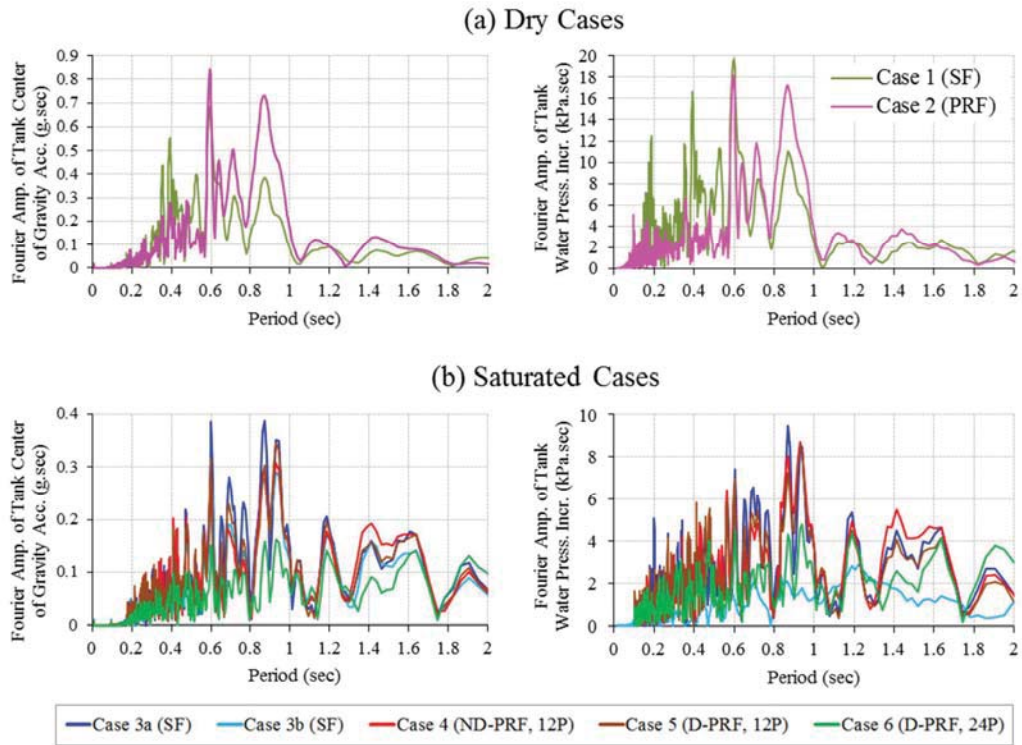 (a) Dry Cases
Fourier Amp. of Tank Center
of Gravity Acc. (g.sec)
0.9
0.8
0.7
0.6
0.5
0.4
0.3
0.2
0.1
0
0 0.2 0.4 0.6 0.8 1 1.2 1.4 1.6 1.8 2
Period (sec)
Fourier Amp. of Tank
Water Press. Incr. (kPa.sec)
20
18
16
14
12
10
8
6
4
2
0
Case 1 (SF)
Case 2 (PRF)
0 0.2 0.4 0.6 0.8 1 1.2 1.4 1.6 1.8 2
Period (sec)
(b) Saturated Cases
Fourier Amp. of Tank Center
of Gravity Acc. (g.sec)
0.4
0.3
0.2
0.1
0
0 0.2 0.4 0.6 0.8 1 1.2 1.4 1.6 1.8 2
Period (sec)
Fourier Amp. of Tank
Water Press. Incr. (kPa.sec)
10
8
6
4
2
0
0 0.2 0.4 0.6 0.8 1 1.2 1.4 1.6 1.8 2
Period (sec)
Case 3a (SF) Case 3b (SF) Case 4 (ND-PRF, 12P) Case 5 (D-PRF, 12P) Case 6 (D-PRF, 24P)